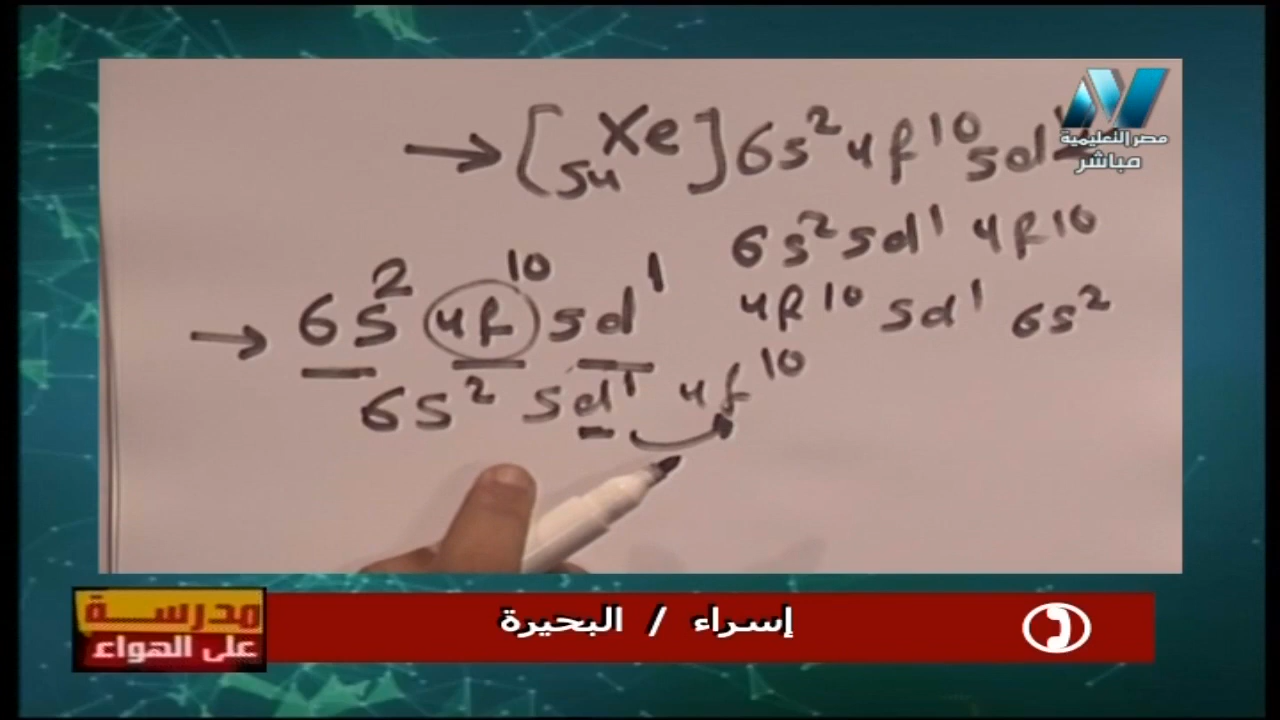 → [₅₄Xe] 6s² 4f¹⁰ 5d¹
مصر التعليمية
مباشر
6s² 5d¹ 4f¹⁰
→ 6s² 4f¹⁰ 5d¹
4f¹⁰ 5d¹ 6s²
6s² 5d¹ 4f¹⁰
إسراء / البحيرة
مدرسة
على الهواء